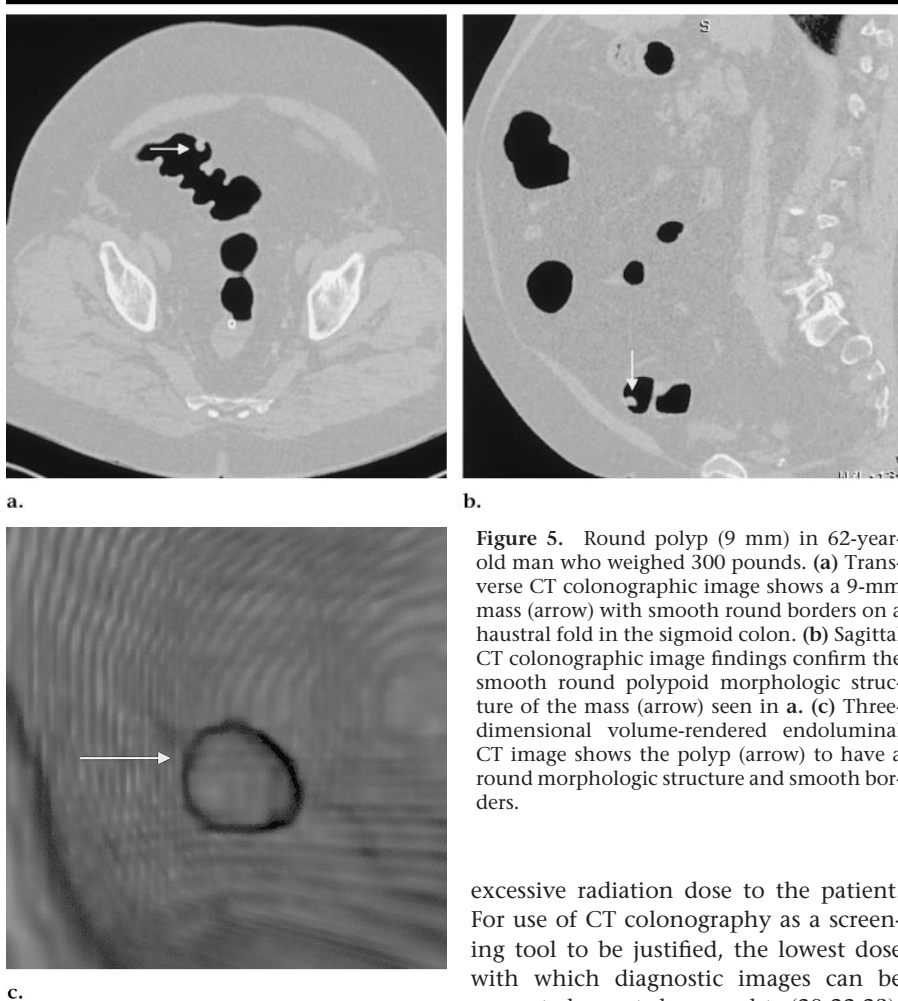 S
a.
b.
Figure 5. Round polyp (9 mm) in 62-year-
old man who weighed 300 pounds. (a) Trans-
verse CT colonographic image shows a 9-mm
mass (arrow) with smooth round borders on a
haustral fold in the sigmoid colon. (b) Sagittal
CT colonographic image findings confirm the
smooth round polypoid morphologic struc-
ture of the mass (arrow) seen in a. (c) Three-
dimensional volume-rendered endoluminal
CT image shows the polyp (arrow) to have a
round morphologic structure and smooth bor-
ders.
excessive radiation dose to the patient.
For use of CT colonography as a screen-
ing tool to be justified, the lowest dose
with which diagnostic images can be
c.